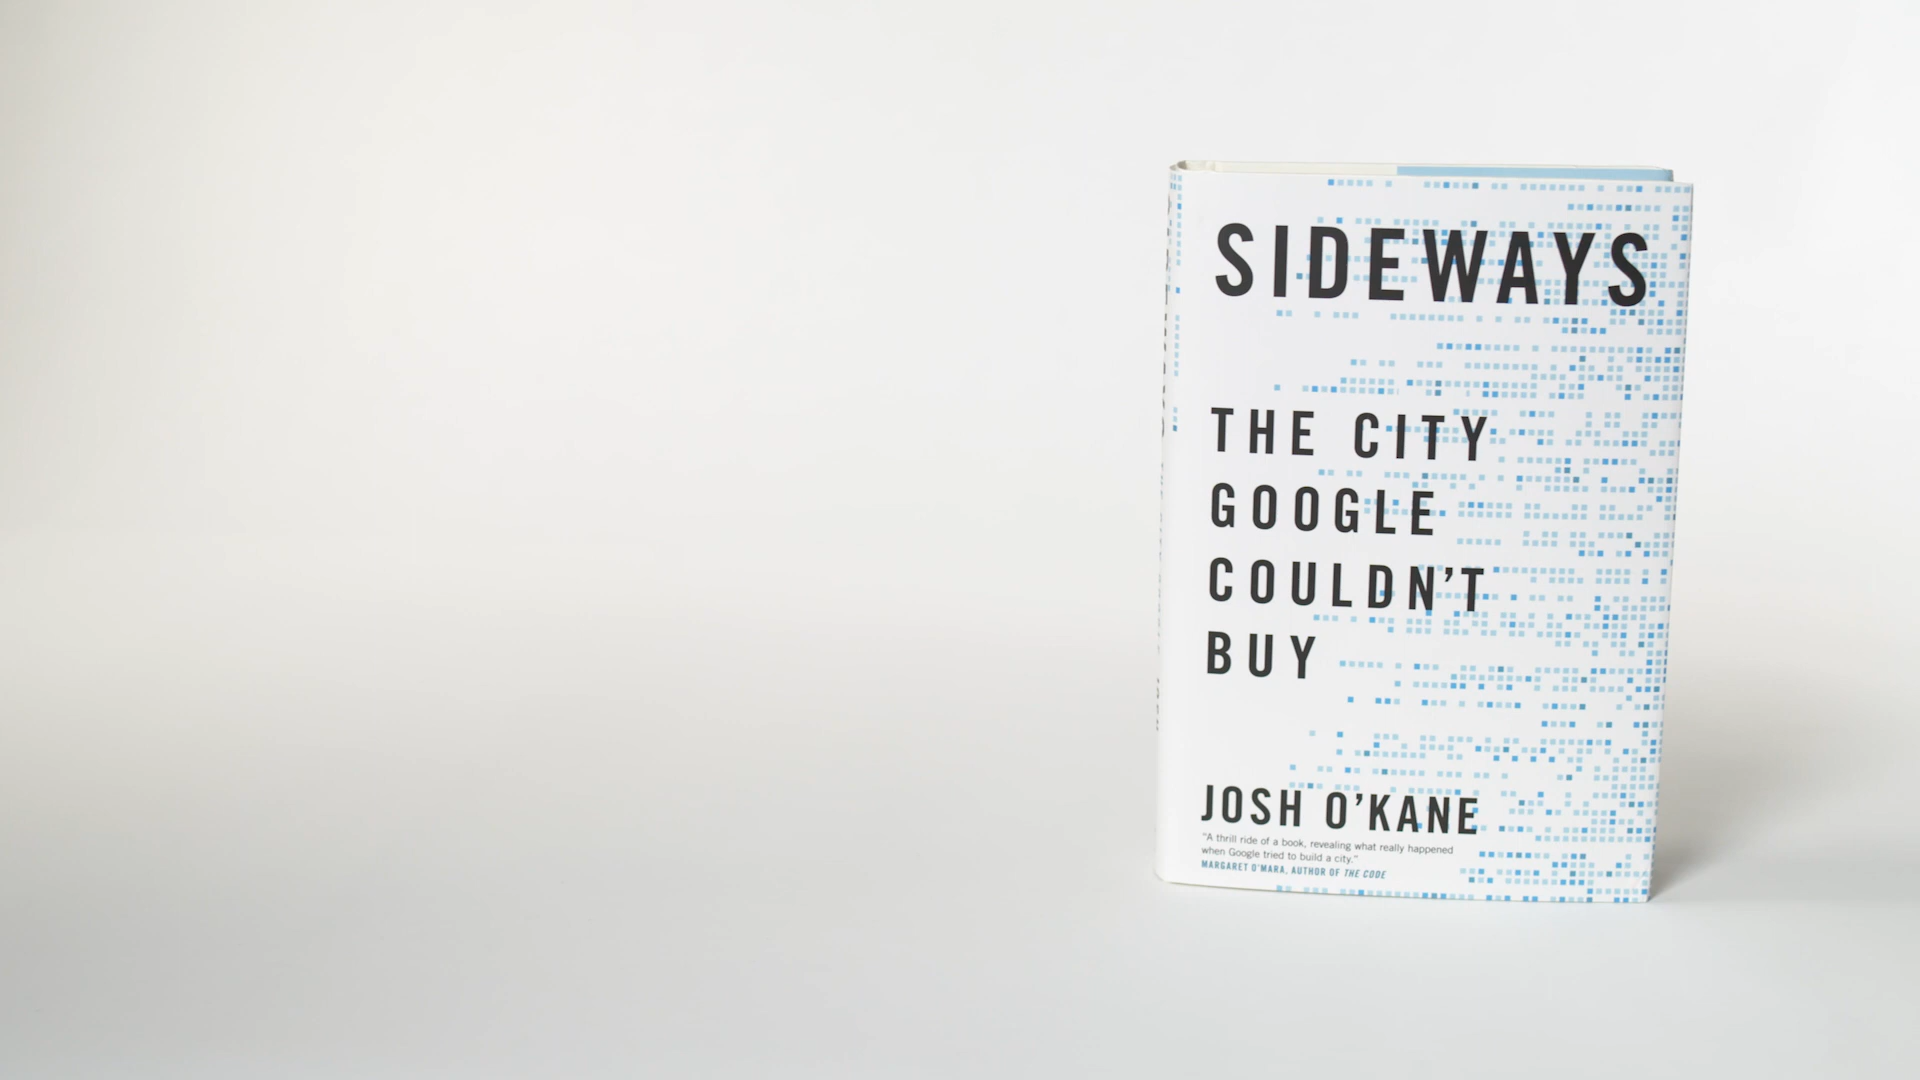 SIDEWAYS
THE CITY
GOOGLE
COULDN'T
BUY
JOSH O'KANE
"A thrill ride of a book, revealing what really happened
when Google tried to build a city."
MARGARET O'MARA, AUTHOR OF THE CODE